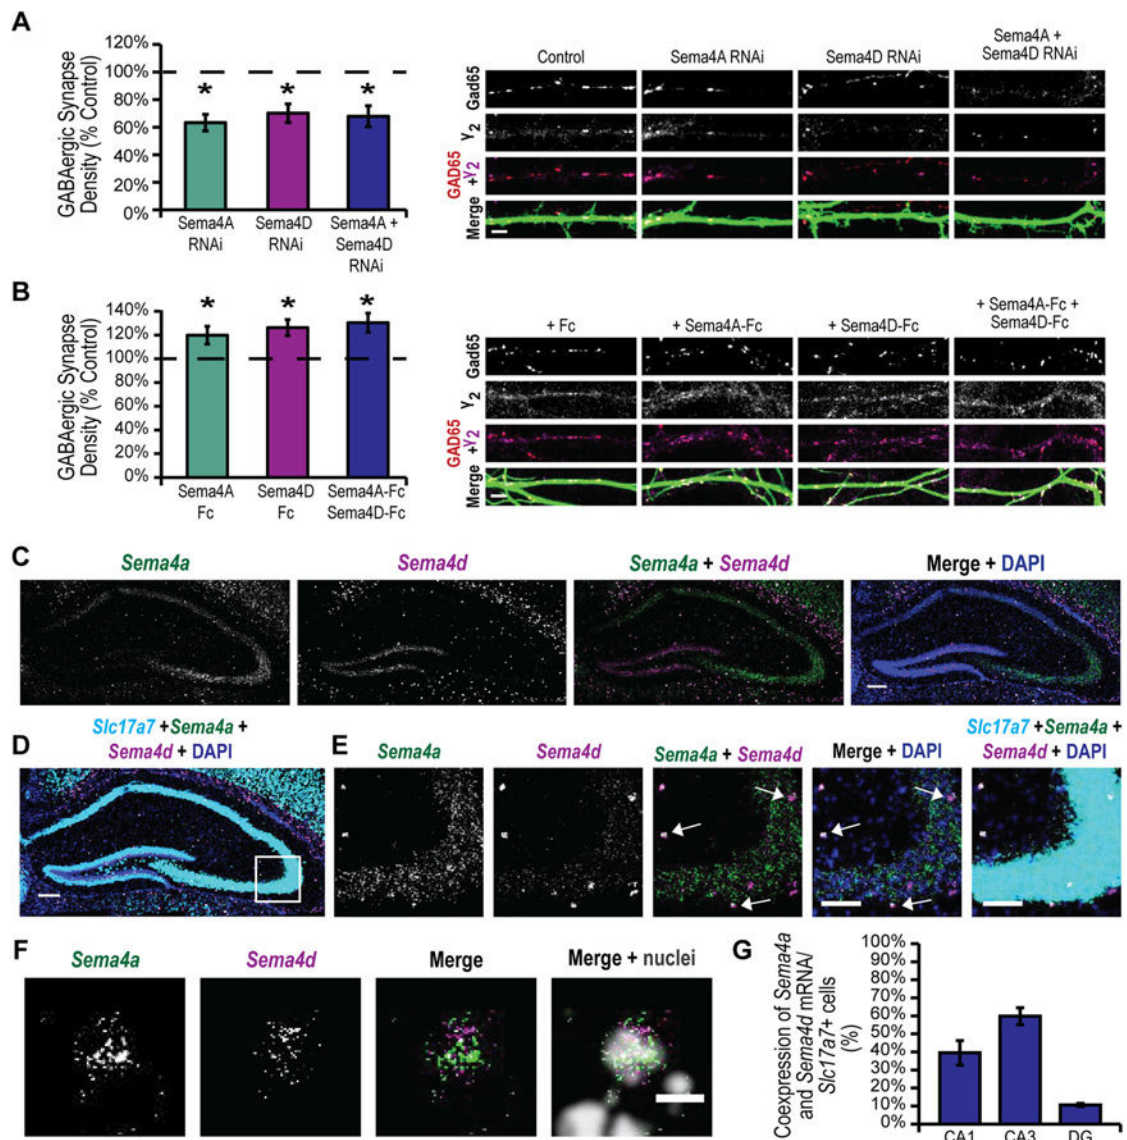 A
GABAergic Synapse
Density (% Control)
120%
100%
80%
60%
40%
20%
0%
*
*
*
Sema4A
RNAi
Sema4D
RNAi
Sema4A +
Sema4D
RNAi
Control
Sema4A RNAi
Sema4D RNAi
Sema4A +
Sema4D RNAi
Gad65
γ2
GAD65
+γ2
Merge
B
GABAergic Synapse
Density (% Control)
140%
120%
100%
80%
60%
40%
20%
0%
*
*
*
Sema4A
Fc
Sema4D
Fc
Sema4A-Fc
Sema4D-Fc
+ Fc
+ Sema4A-Fc
+ Sema4D-Fc
+ Sema4A-Fc +
Sema4D-Fc
Gad65
γ2
GAD65
+γ2
Merge
C
Sema4a
Sema4d
Sema4a + Sema4d
Merge + DAPI
D
Slc17a7 +Sema4a +
Sema4d + DAPI
E
Sema4a
Sema4d
Sema4a + Sema4d
Merge + DAPI
Slc17a7 +Sema4a +
Sema4d + DAPI
F
Sema4a
Sema4d
Merge
Merge + nuclei
G
Coexpression of Sema4a
and Sema4d mRNA/
Slc17a7+ cells
(%)
100%
90%
80%
70%
60%
50%
40%
30%
20%
10%
0%
CA1
CA3
DG